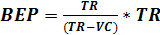 BEP = TR / (TR−VC) * TR